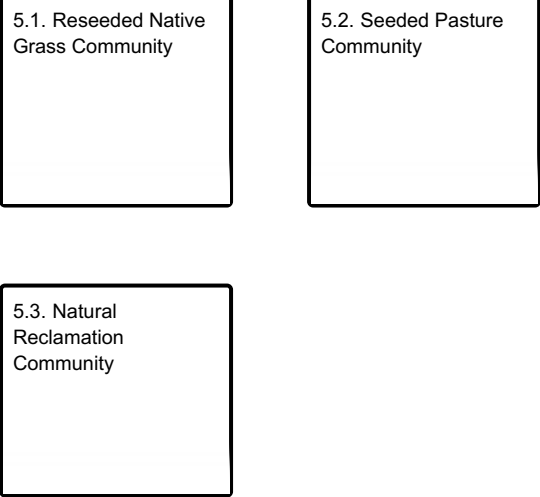 5.1. Reseeded Native
Grass Community
5.2. Seeded Pasture
Community
5.3. Natural
Reclamation
Community